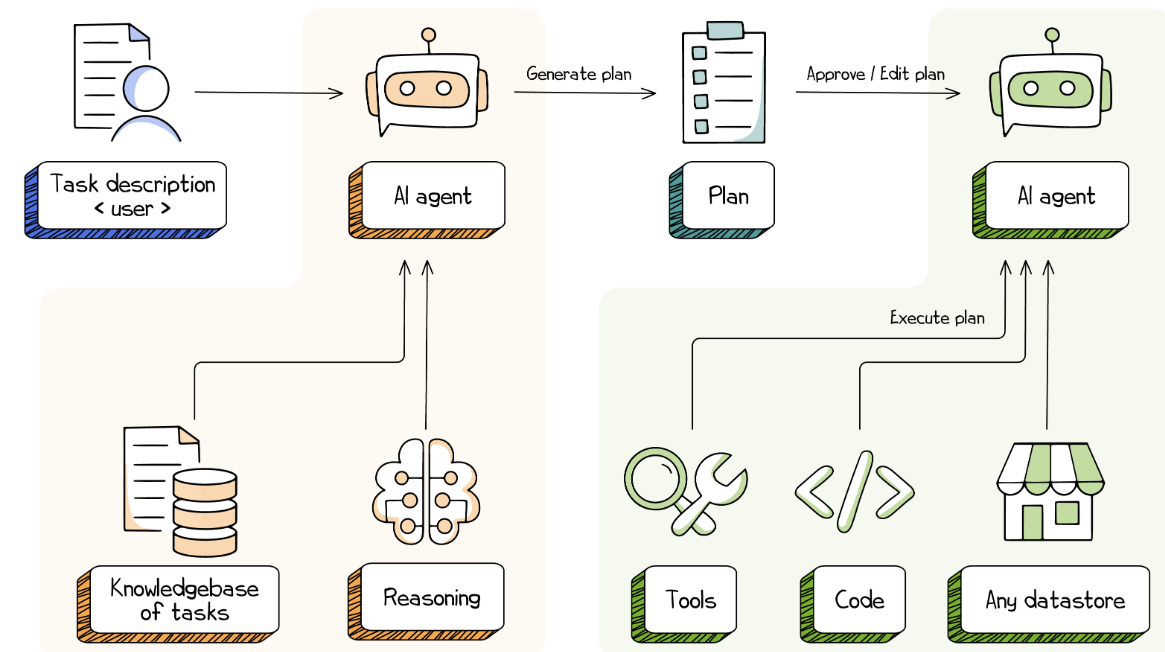 Generate plan
Approve / Edit plan
Task description
< user >
AI agent
Plan
AI agent
Execute plan
Knowledgebase
of tasks
Reasoning
Tools
Code
Any datastore